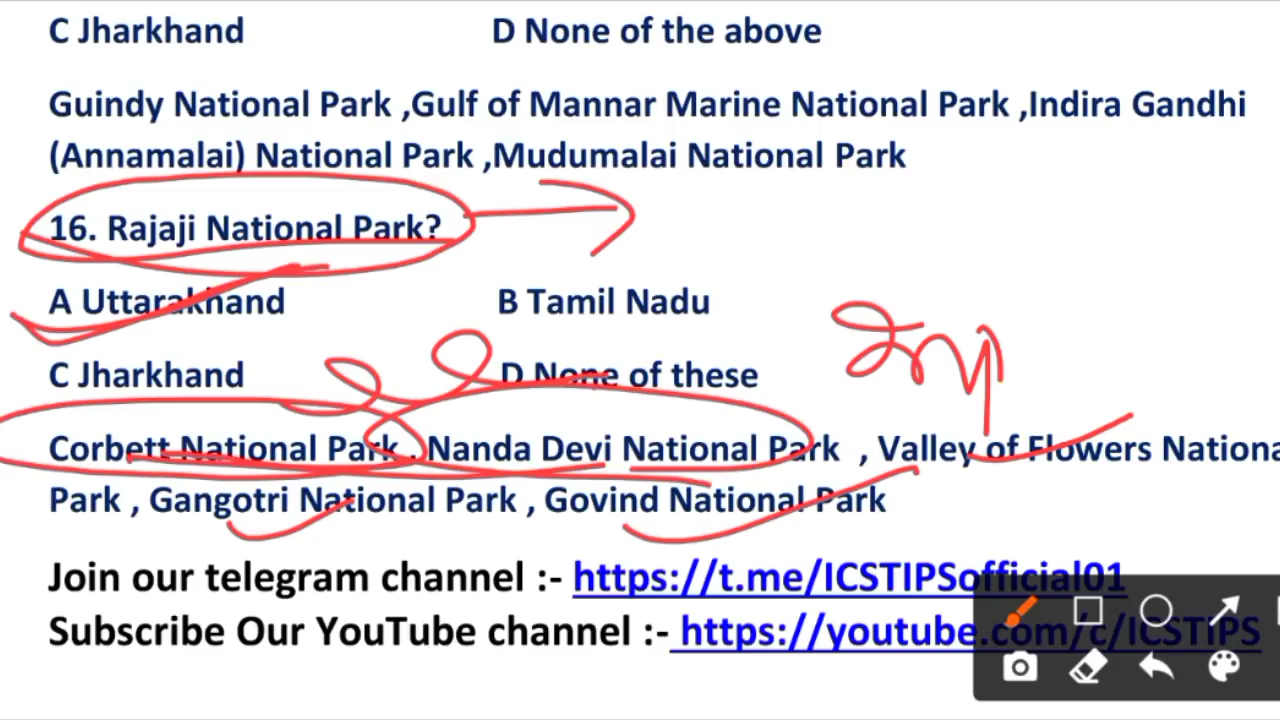 C Jharkhand D None of the above
Guindy National Park ,Gulf of Mannar Marine National Park ,Indira Gandhi
(Annamalai) National Park ,Mudumalai National Park
16. Rajaji National Park?
A Uttarakhand B Tamil Nadu
C Jharkhand D None of these
Corbett National Park , Nanda Devi National Park , Valley of Flowers Nationa
Park , Gangotri National Park , Govind National Park
Join our telegram channel :- https://t.me/ICSTIPSofficial01
Subscribe Our YouTube channel :- https://youtube.com/c/ICSTIPS